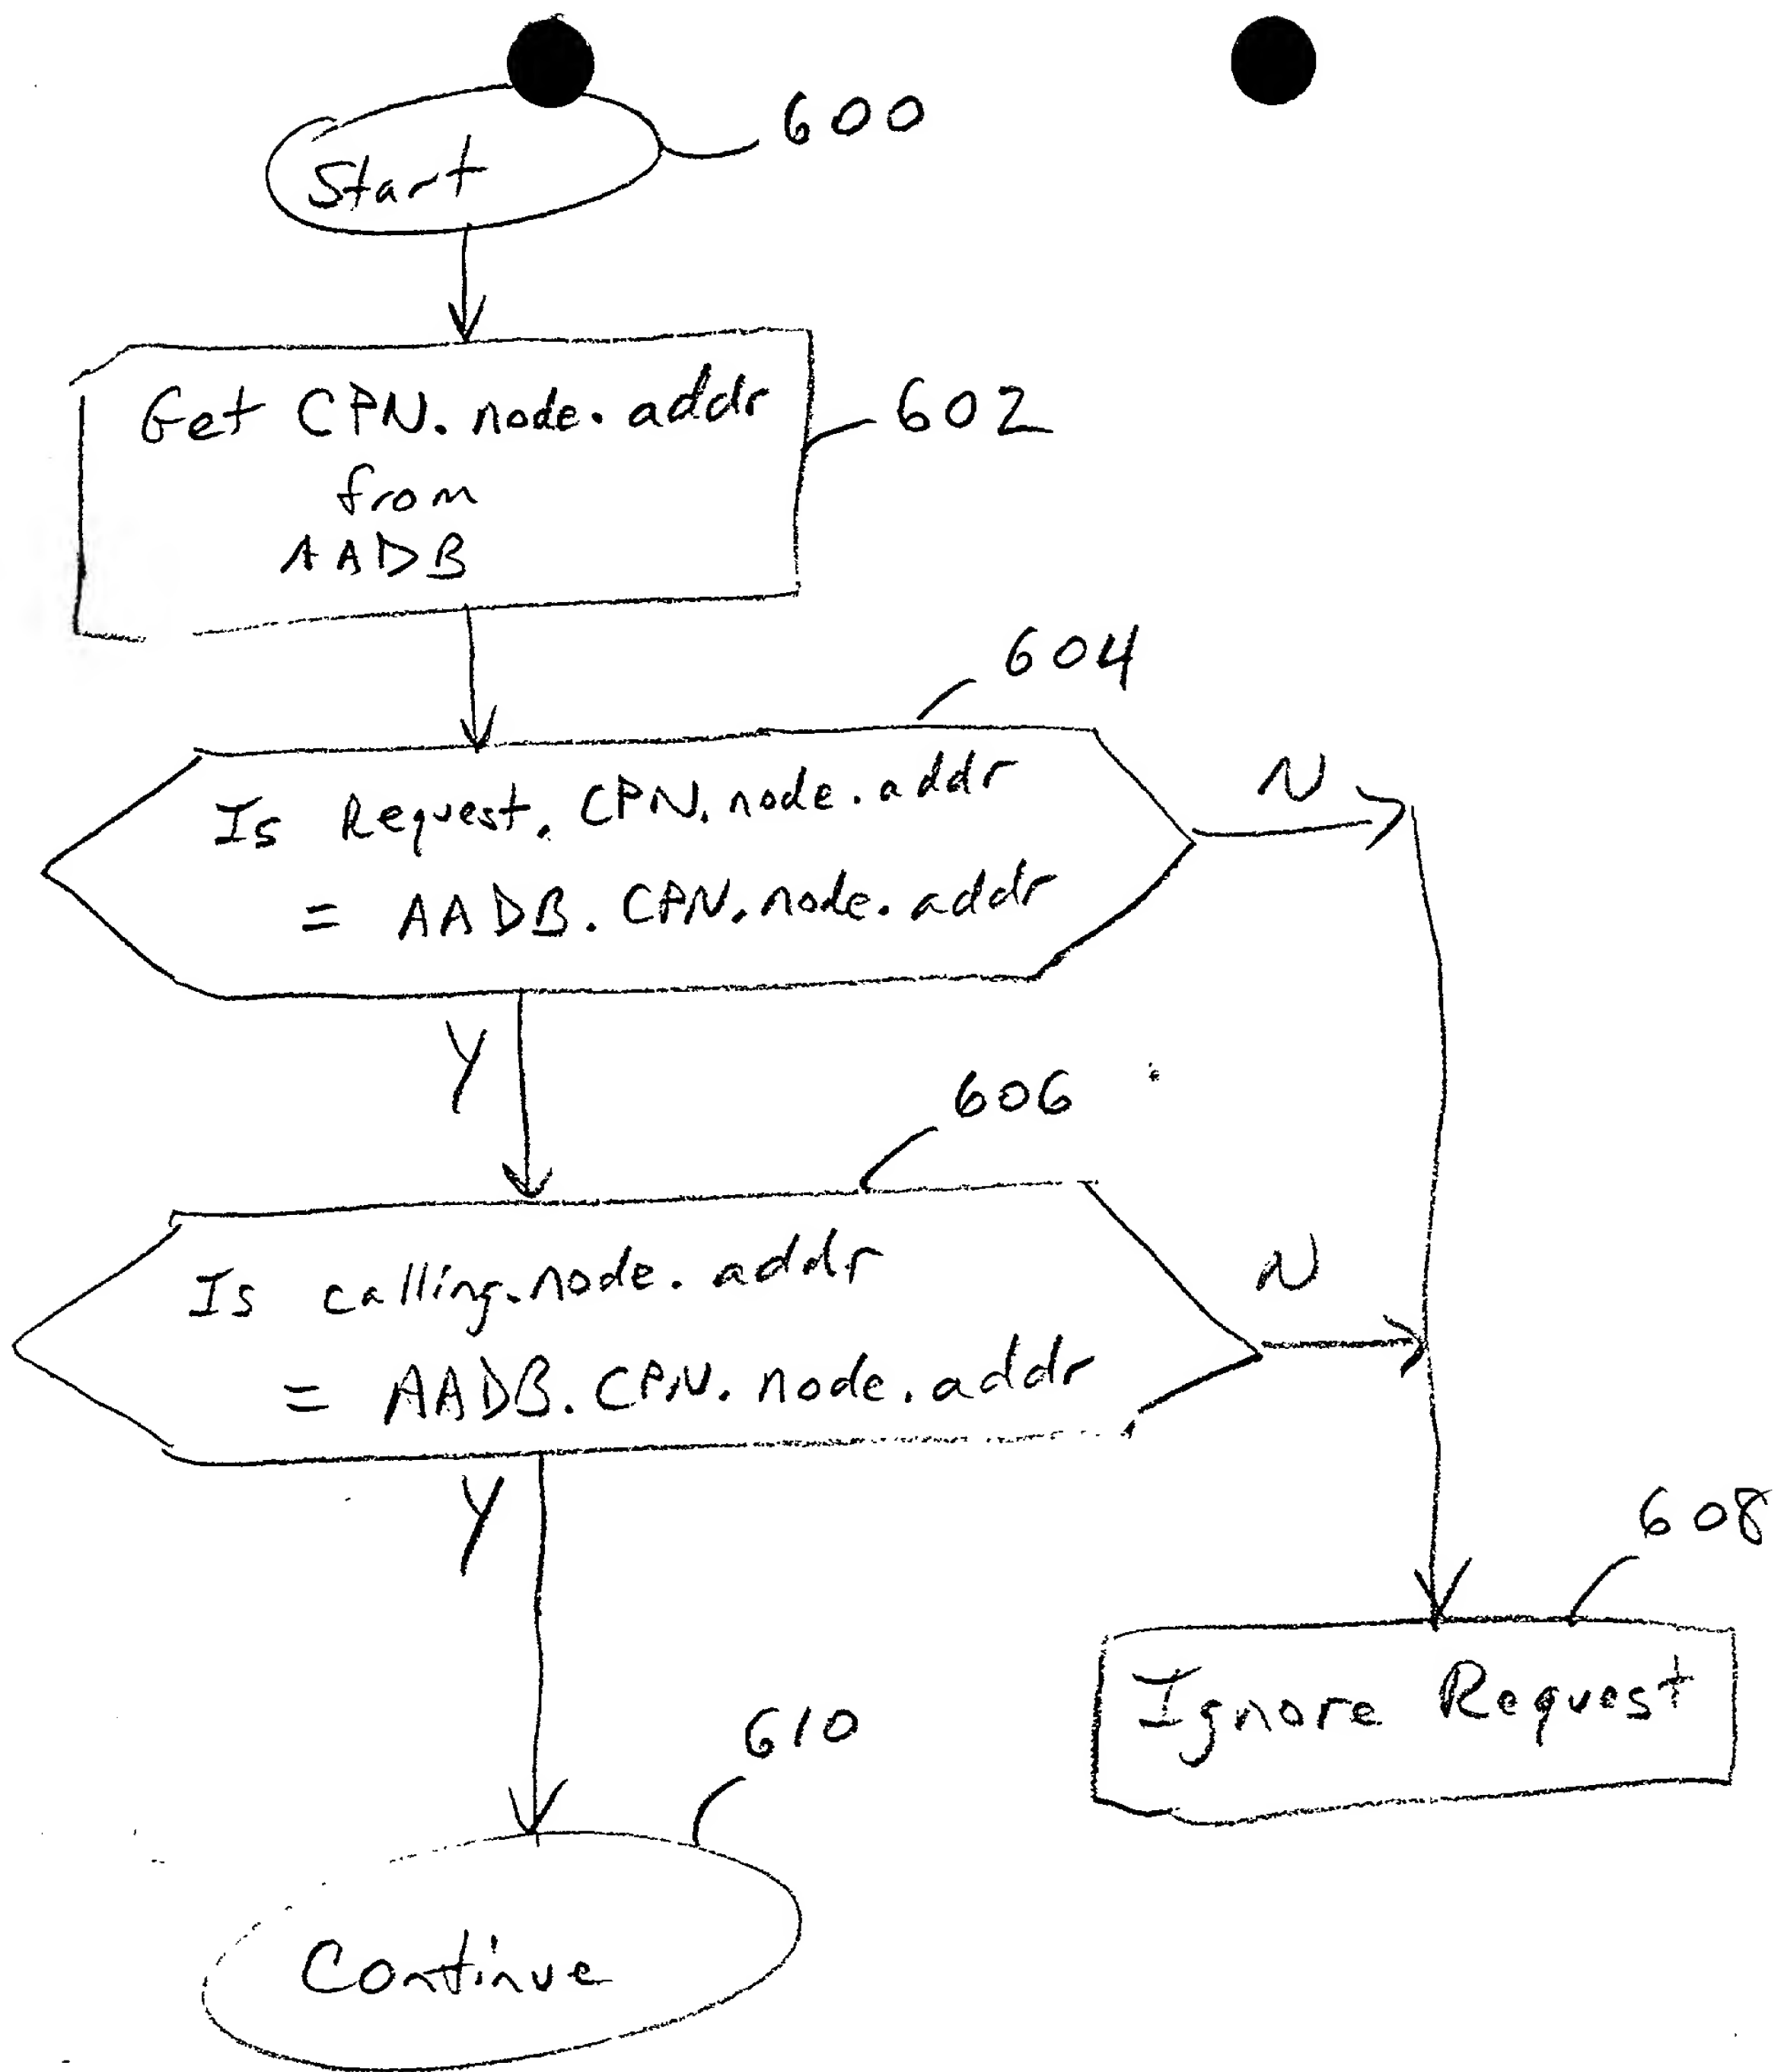 600
Start
Get CPN.node.addr
from
AADB
602
604
Is Request.CPN.node.addr
= AADB.CPN.node.addr
N
Y
606
Is calling.node.addr
= AADB.CPN.node.addr
N
Y
608
Ignore Request
610
Continue